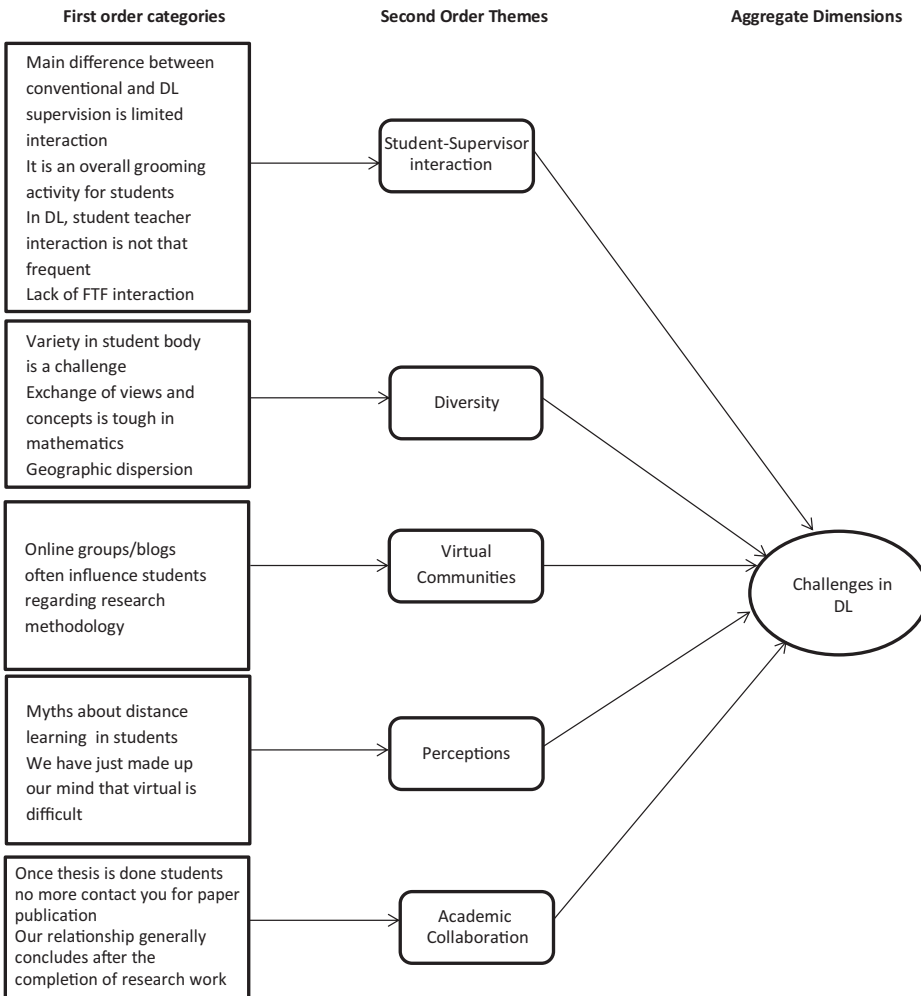 First order categories
Second Order Themes
Aggregate Dimensions
Main difference between
conventional and DL
supervision is limited
interaction
It is an overall grooming
activity for students
In DL, student teacher
interaction is not that
frequent
Lack of FTF interaction
Student-Supervisor
interaction
Variety in student body
is a challenge
Exchange of views and
concepts is tough in
mathematics
Geographic dispersion
Diversity
Online groups/blogs
often influence students
regarding research
methodology
Virtual
Communities
Challenges in
DL
Myths about distance
learning in students
We have just made up
our mind that virtual is
difficult
Perceptions
Once thesis is done students
no more contact you for paper
publication
Our relationship generally
concludes after the
completion of research work
Academic
Collaboration